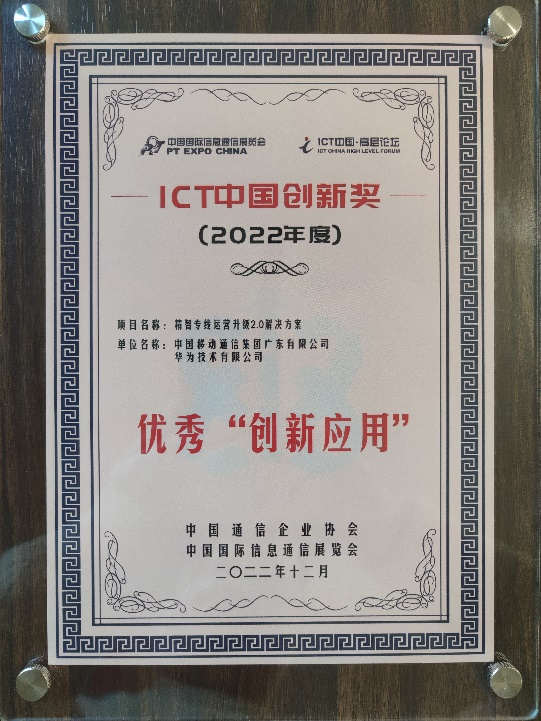 中国国际信息通信展览会
PT EXPO CHINA
ICT中国·高层论坛
ICT CHINA HIGH LEVEL FORUM
ICT中国创新奖
(2022年度)
项目名称：精智专线运营升级2.0解决方案
单位名称：中国移动通信集团广东有限公司
华为技术有限公司
优秀“创新应用”
中国通信企业协会
中国国际信息通信展览会
二〇二二年十二月